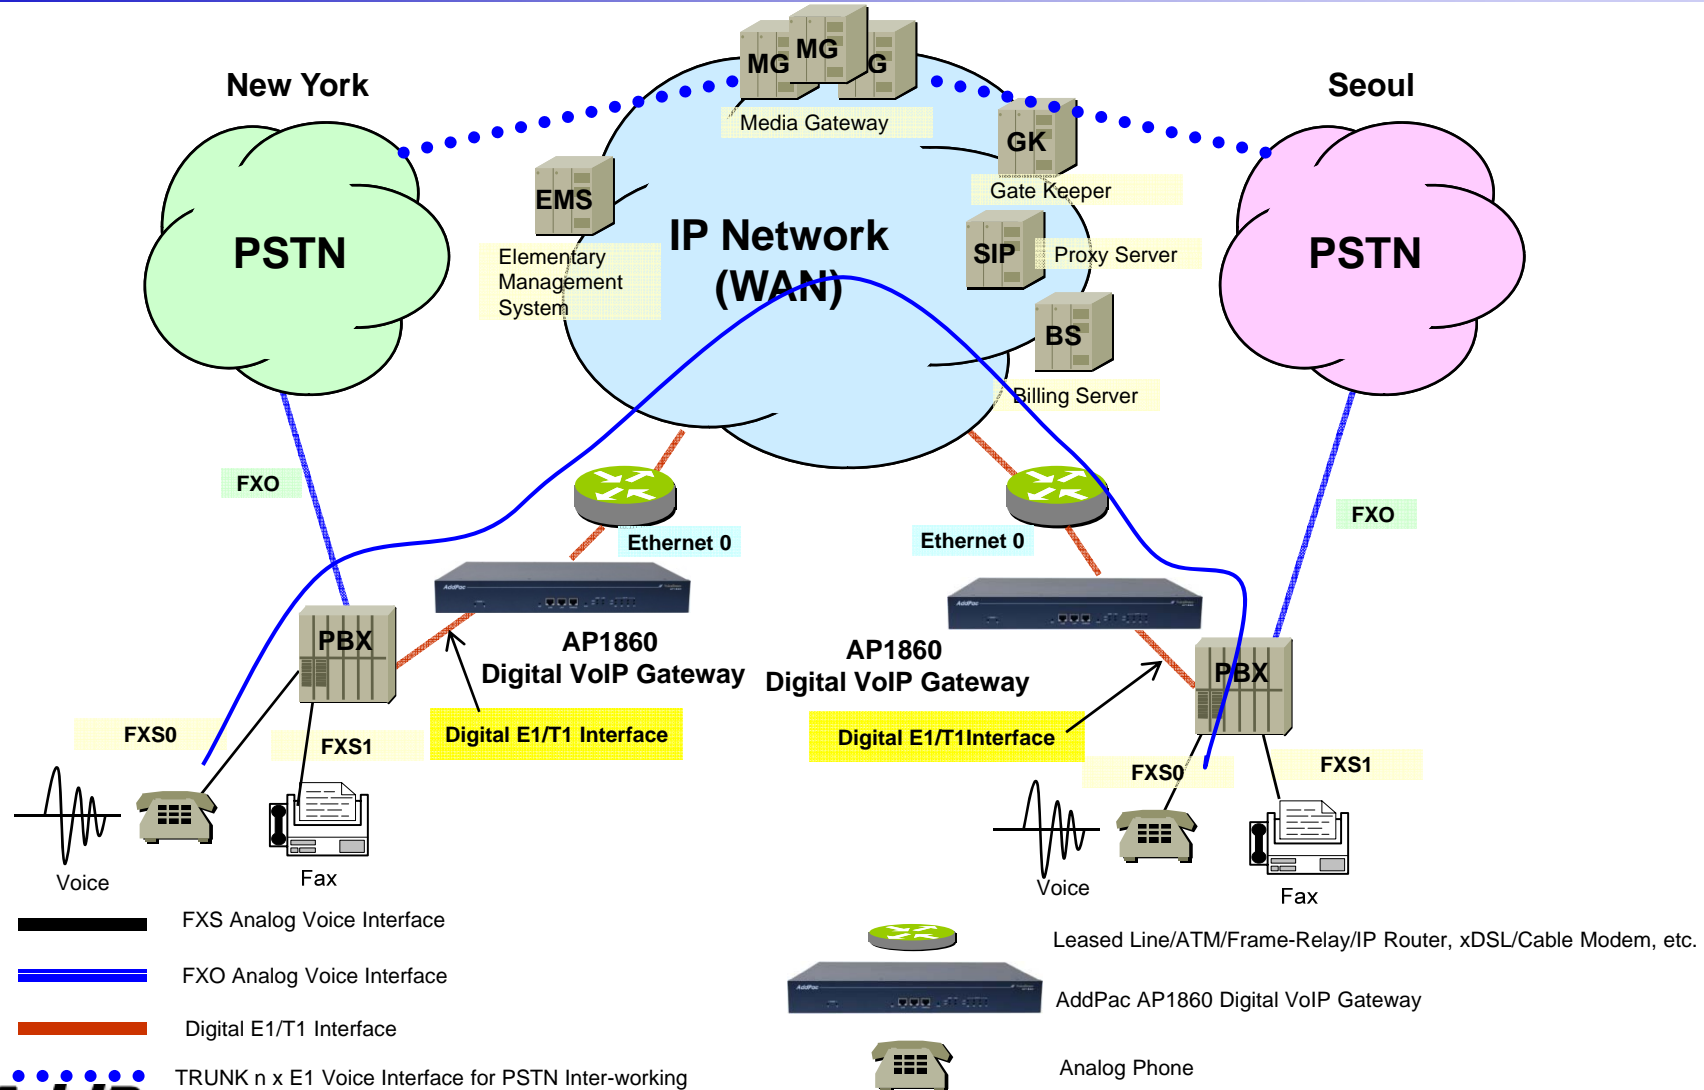 New York
Seoul
MG
MG
G
Media Gateway
GK
Gate Keeper
EMS
Elementary
Management
System
IP Network
(WAN)
SIP
Proxy Server
BS
Billing Server
PSTN
PSTN
FXO
FXO
Ethernet 0
Ethernet 0
AddPac
AddPac
PBX
PBX
AP1860
Digital VoIP Gateway
AP1860
Digital VoIP Gateway
Digital E1/T1 Interface
Digital E1/T1Interface
FXS0
FXS1
FXS0
FXS1
Voice
Fax
Voice
Fax
FXS Analog Voice Interface
FXO Analog Voice Interface
Digital E1/T1 Interface
TRUNK n x E1 Voice Interface for PSTN Inter-working
Leased Line/ATM/Frame-Relay/IP Router, xDSL/Cable Modem, etc.
AddPac
AddPac AP1860 Digital VoIP Gateway
Analog Phone